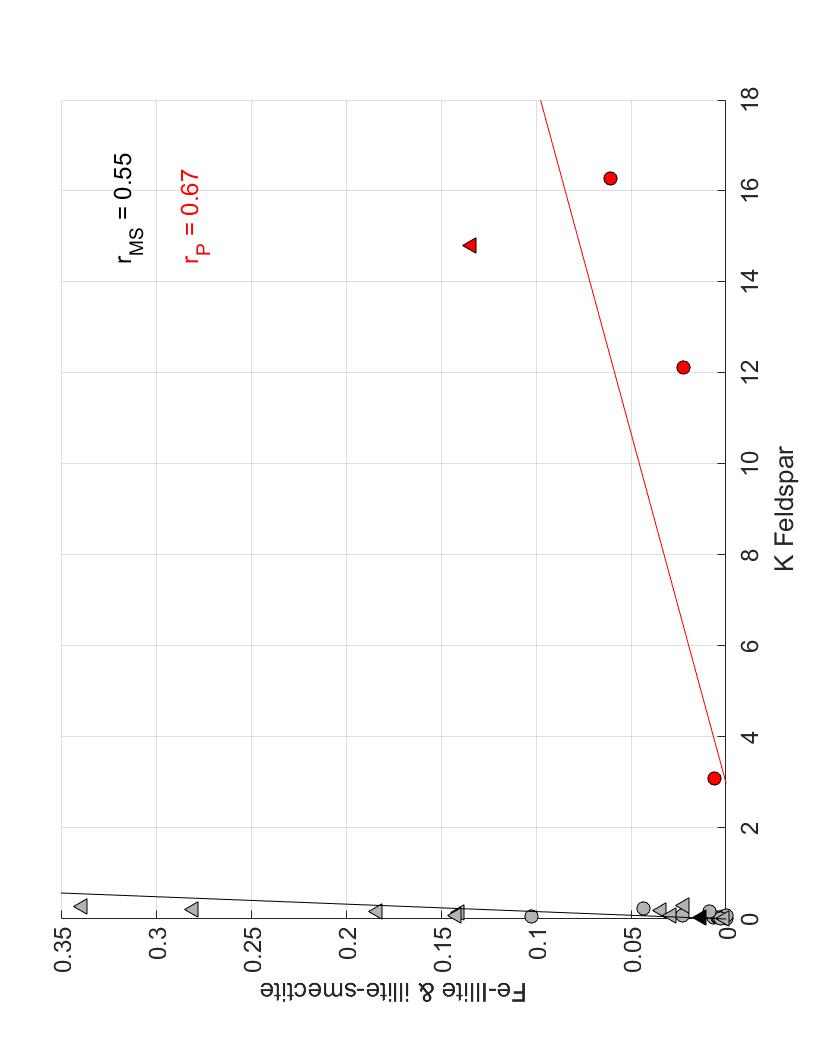 0.35
0.3
0.25
0.2
0.15
0.1
0.05
0
Fe-Illite & illite-smectite
r_MS = 0.55
r_P = 0.67
0 2 4 6 8 10 12 14 16 18
K Feldspar